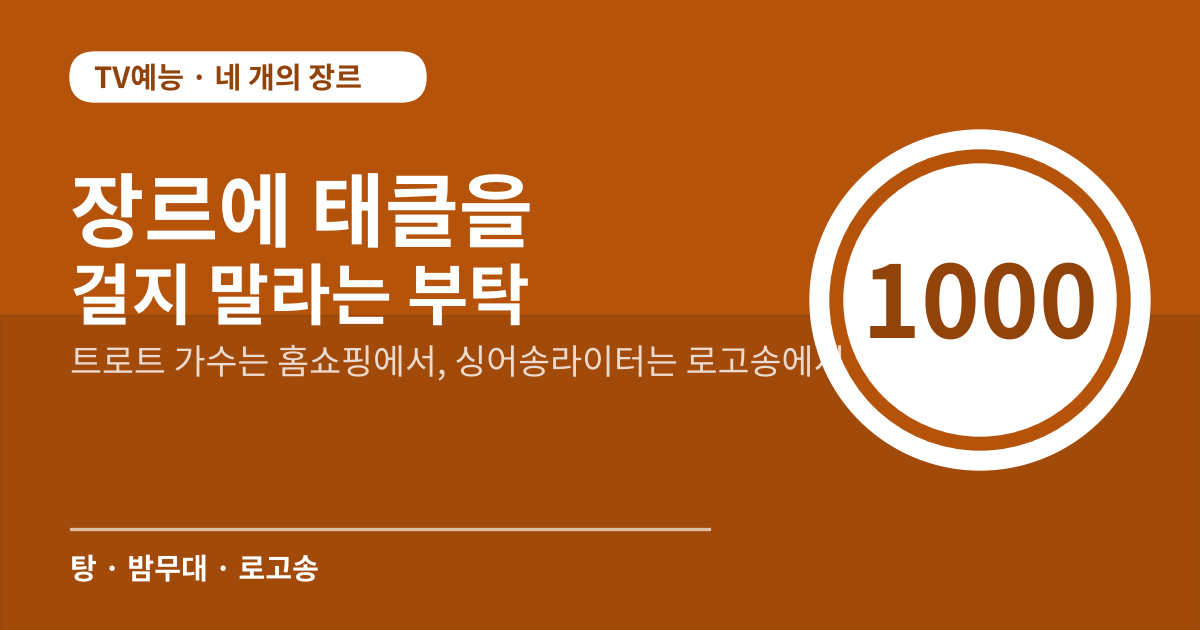 TV예능 · 네 개의 장르
장르에 태클을
걸지 말라는 부탁
트로트 가수는 홈쇼핑에서, 싱어송라이터는 로고송에서
1000
탕 · 밤무대 · 로고송